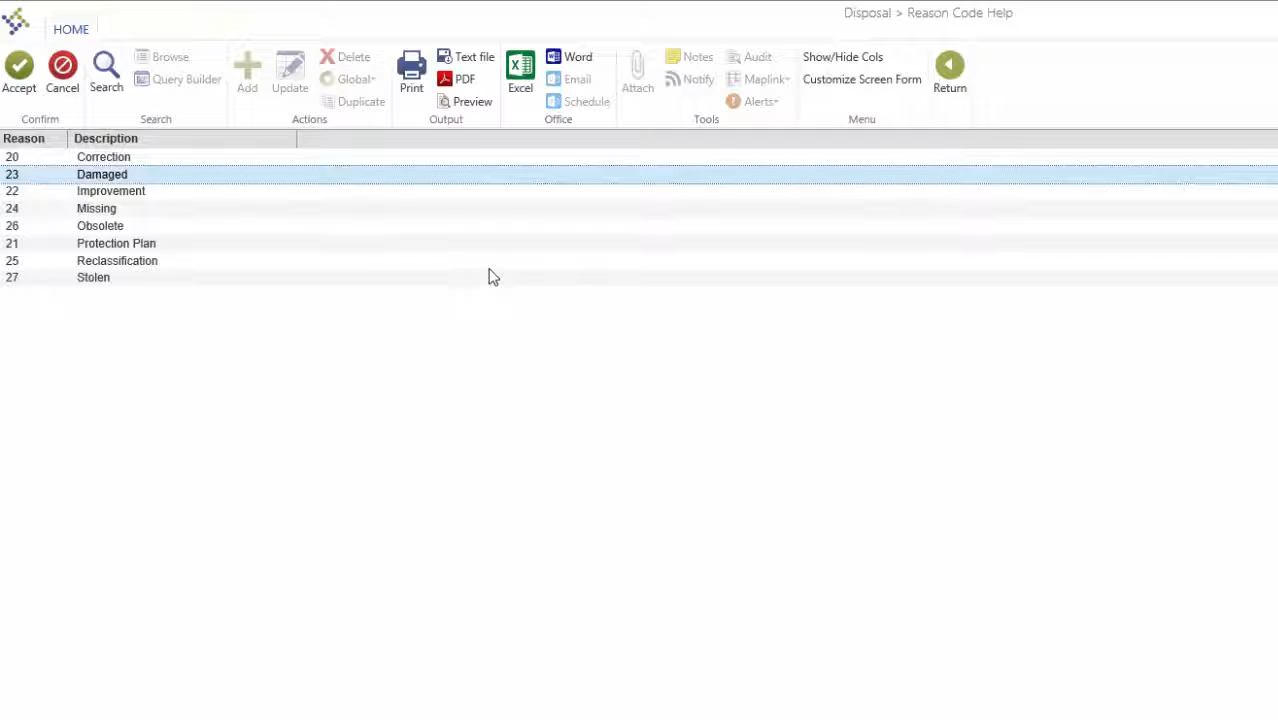 Disposal > Reason Code Help
HOME
Accept
Cancel
Confirm
Search
Browse
Query Builder
Search
Add
Update
Delete
Global
Duplicate
Actions
Print
Text file
PDF
Preview
Output
Excel
Word
Email
Schedule
Office
Attach
Notes
Notify
Audit
Maplink
Alerts
Tools
Show/Hide Cols
Customize Screen Form
Menu
Return
Reason Description
20 Correction
23 Damaged
22 Improvement
24 Missing
26 Obsolete
21 Protection Plan
25 Reclassification
27 Stolen